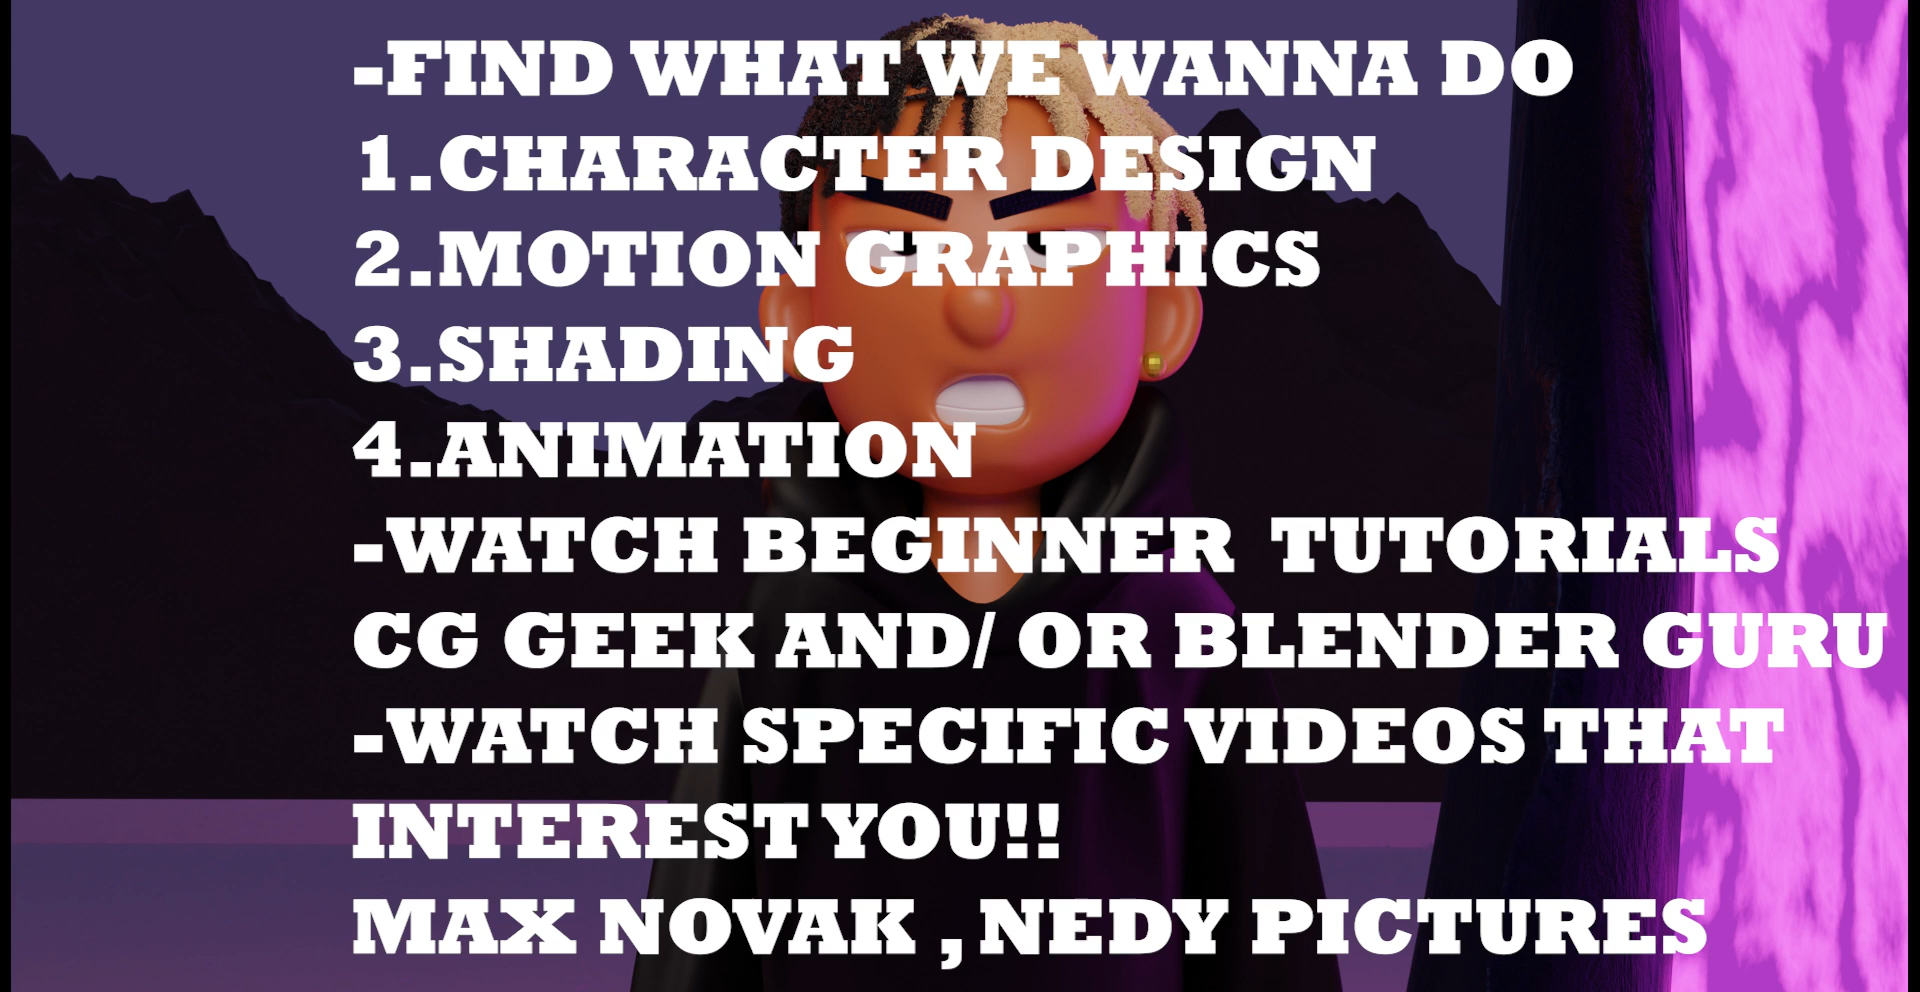 -FIND WHAT WE WANNA DO
1.CHARACTER DESIGN
2.MOTION GRAPHICS
3.SHADING
4.ANIMATION
-WATCH BEGINNER  TUTORIALS
CG GEEK AND/ OR BLENDER GURU
-WATCH SPECIFIC VIDEOS THAT
INTEREST YOU!!
MAX NOVAK , NEDY PICTURES